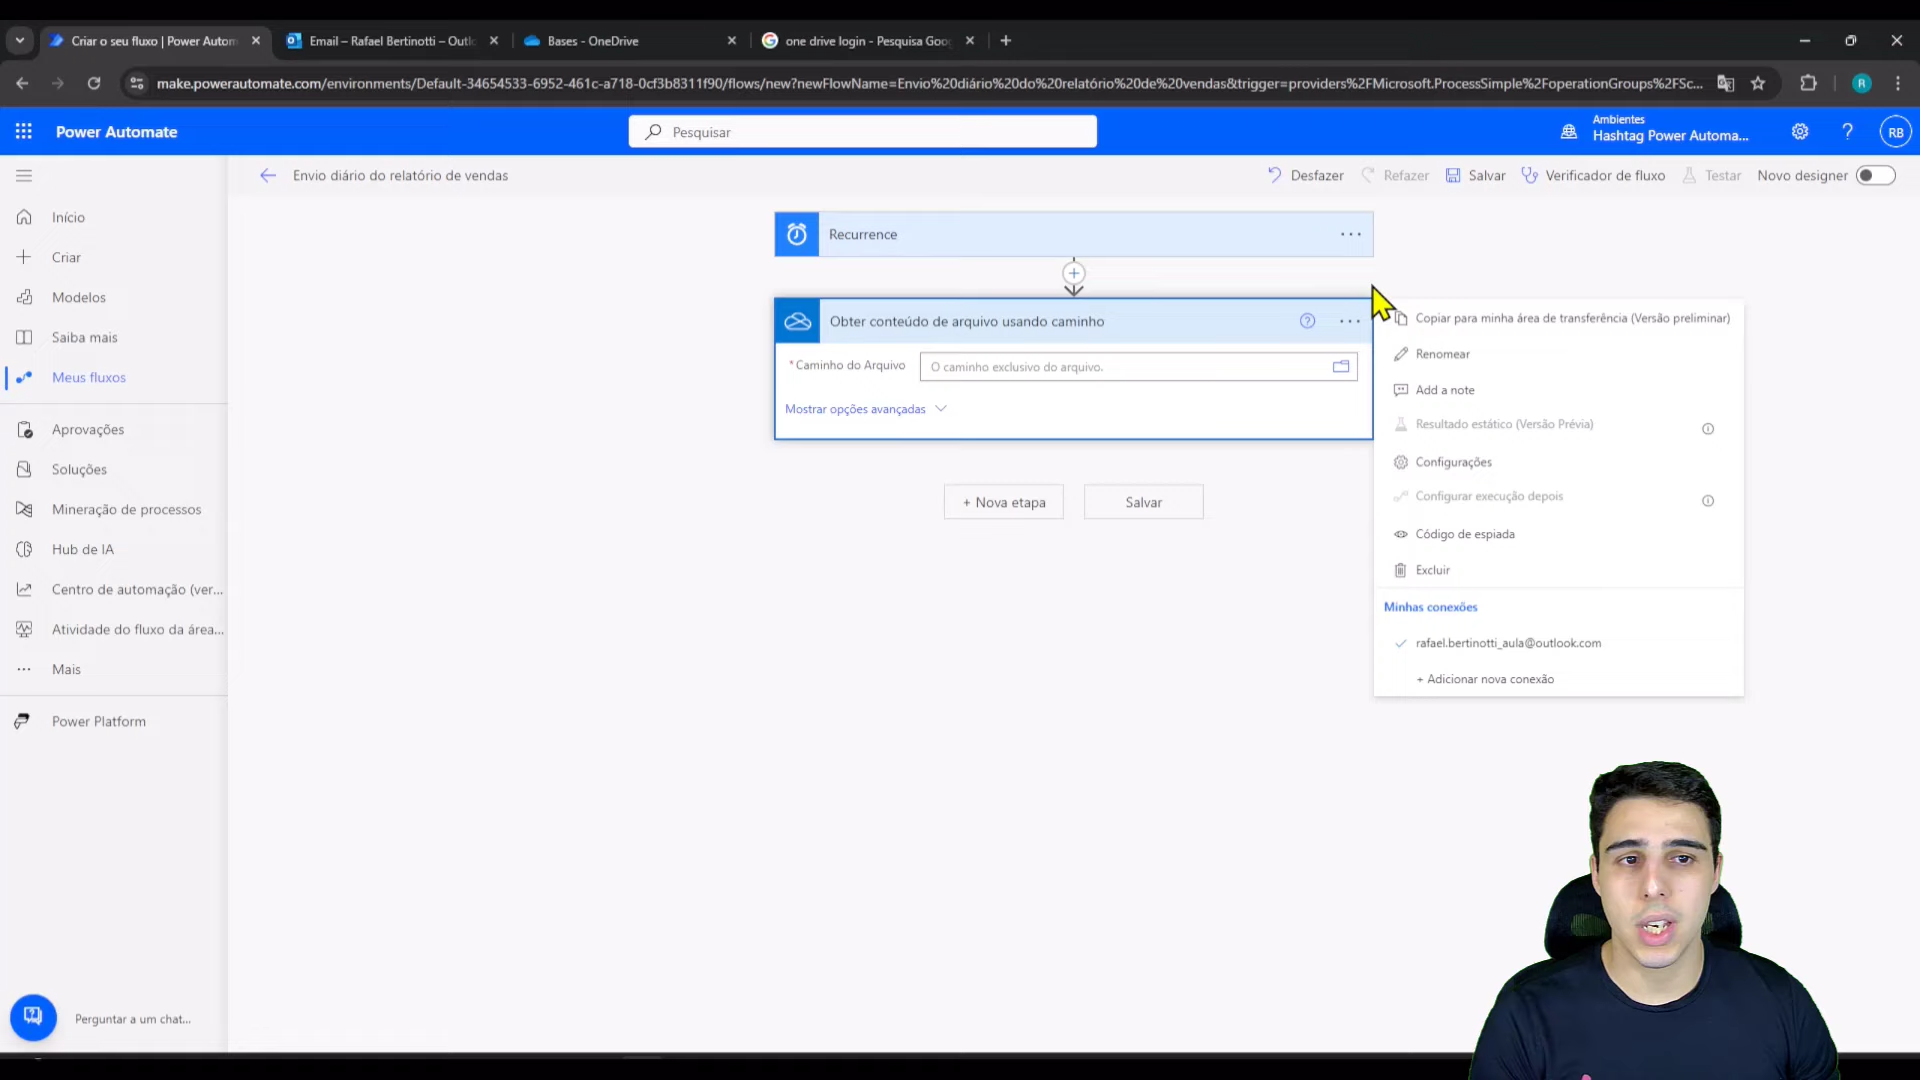 Criar o seu fluxo | Power Autom
Email – Rafael Bertinotti – Outlo
Bases - OneDrive
one drive login - Pesquisa Goog
make.powerautomate.com/environments/Default-34654533-6952-461c-a718-0cf3b8311f90/flows/new?newFlowName=Envio%20diário%20do%20relatório%20de%20vendas&trigger=providers%2FMicrosoft.ProcessSimple%2FoperationGroups%2FSc...
R
Power Automate
Pesquisar
Ambientes
Hashtag Power Automa...
?
RB
Envio diário do relatório de vendas
Desfazer
Refazer
Salvar
Verificador de fluxo
Testar
Novo designer
Início
Criar
Modelos
Saiba mais
Meus fluxos
Aprovações
Soluções
Mineração de processos
Hub de IA
Centro de automação (ver...
Atividade do fluxo da área...
Mais
Power Platform
Perguntar a um chat...
Recurrence
Obter conteúdo de arquivo usando caminho
* Caminho do Arquivo
O caminho exclusivo do arquivo.
Mostrar opções avançadas
+ Nova etapa
Salvar
Copiar para minha área de transferência (Versão preliminar)
Renomear
Add a note
Resultado estático (Versão Prévia)
Configurações
Configurar execução depois
Código de espiada
Excluir
Minhas conexões
rafael.bertinotti_aula@outlook.com
+ Adicionar nova conexão